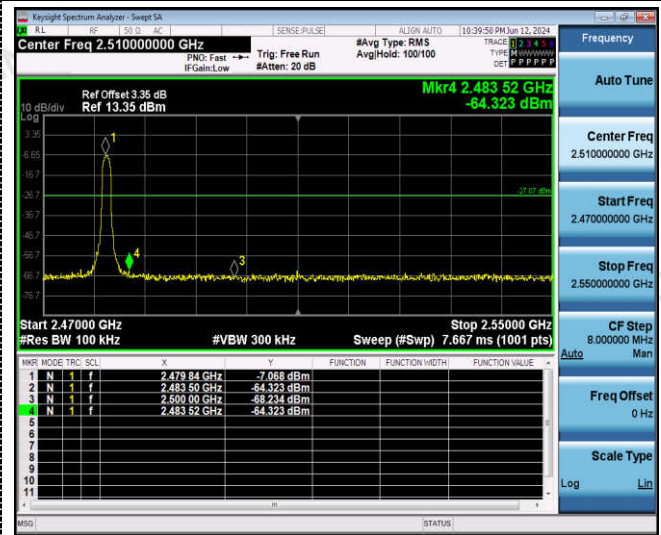 Keysight Spectrum Analyzer - Swept SA
RL RF 50 Ω AC SENSE:PULSE ALIGN AUTO 10:39:50 PM Jun 12, 2024
Center Freq 2.510000000 GHz #Avg Type: RMS TRACE 1 2 3 4 5 6
PNO: Fast Trig: Free Run Avg|Hold: 100/100 TYPE MWWWWW
IFGain:Low #Atten: 20 dB DET P P P P P P
Ref Offset 3.35 dB Mkr4 2.483 52 GHz
10 dB/div Ref 13.35 dBm -64.323 dBm
Log
3.35
1
-6.65
-16.7
-26.7
-27.07 dBm
-36.7
-46.7
-56.7
4
3
-66.7
-76.7
Start 2.47000 GHz Stop 2.55000 GHz
#Res BW 100 kHz #VBW 300 kHz Sweep (#Swp) 7.667 ms (1001 pts)
MKR MODE TRC SCL X Y FUNCTION FUNCTION WIDTH FUNCTION VALUE
1 N 1 f 2.479 84 GHz -7.068 dBm
2 N 1 f 2.483 50 GHz -64.323 dBm
3 N 1 f 2.500 00 GHz -68.234 dBm
4 N 1 f 2.483 52 GHz -64.323 dBm
5
6
7
8
9
10
11
MSG STATUS
Frequency
Auto Tune
Center Freq
2.510000000 GHz
Start Freq
2.470000000 GHz
Stop Freq
2.550000000 GHz
CF Step
8.000000 MHz
Auto Man
Freq Offset
0 Hz
Scale Type
Log Lin